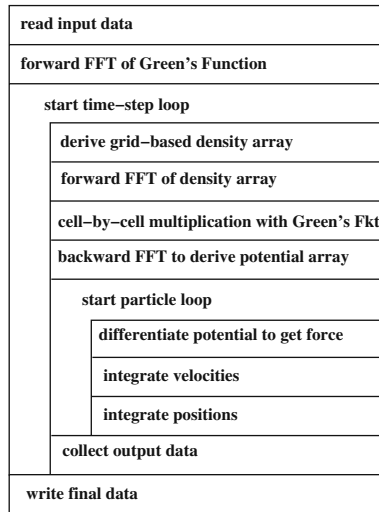 read input data
forward FFT of Green's Function
start time−step loop
derive grid−based density array
forward FFT of density array
cell−by−cell multiplication with Green's Fkt
backward FFT to derive potential array
start particle loop
differentiate potential to get force
integrate velocities
integrate positions
collect output data
write final data